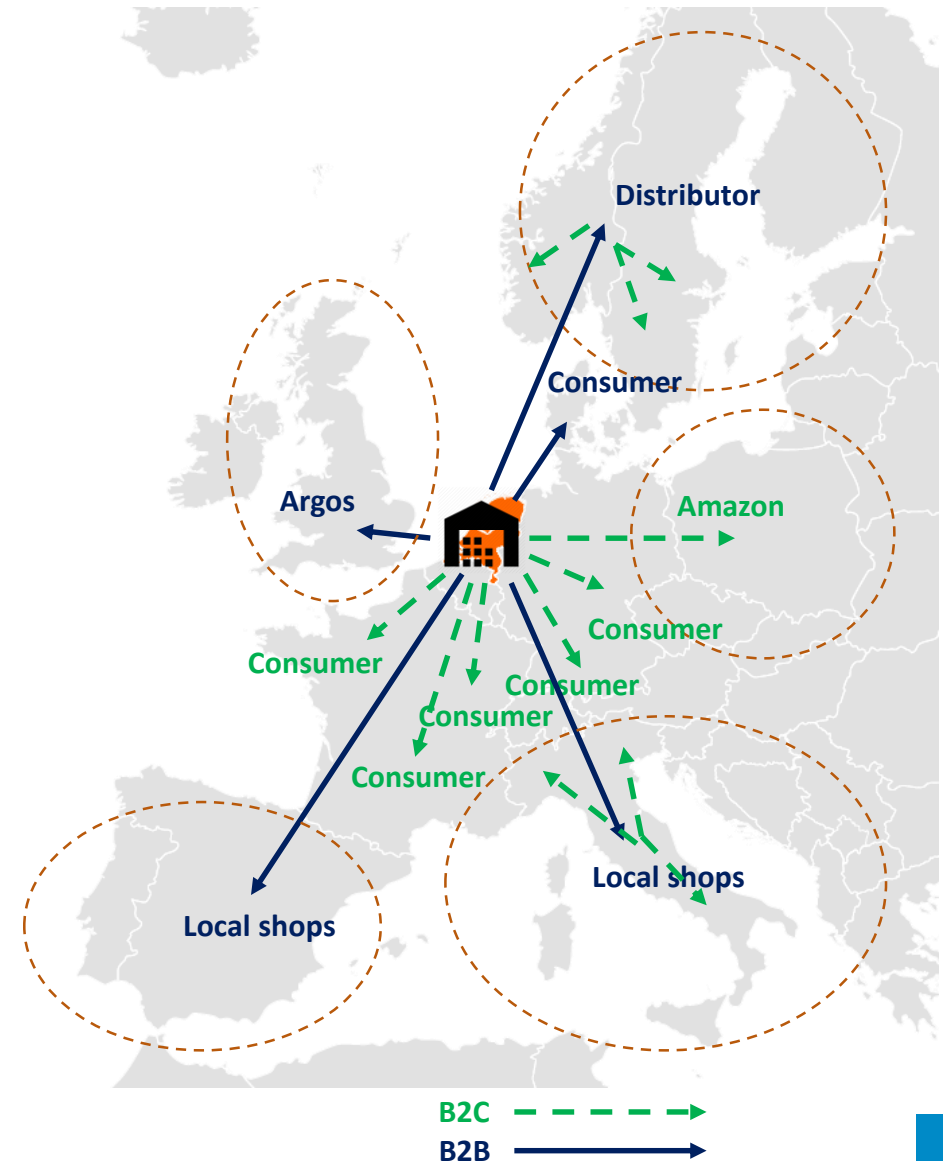 Distributor
Consumer
Argos
Amazon
Consumer
Consumer
Consumer
Consumer
Consumer
Local shops
Local shops
B2C
B2B